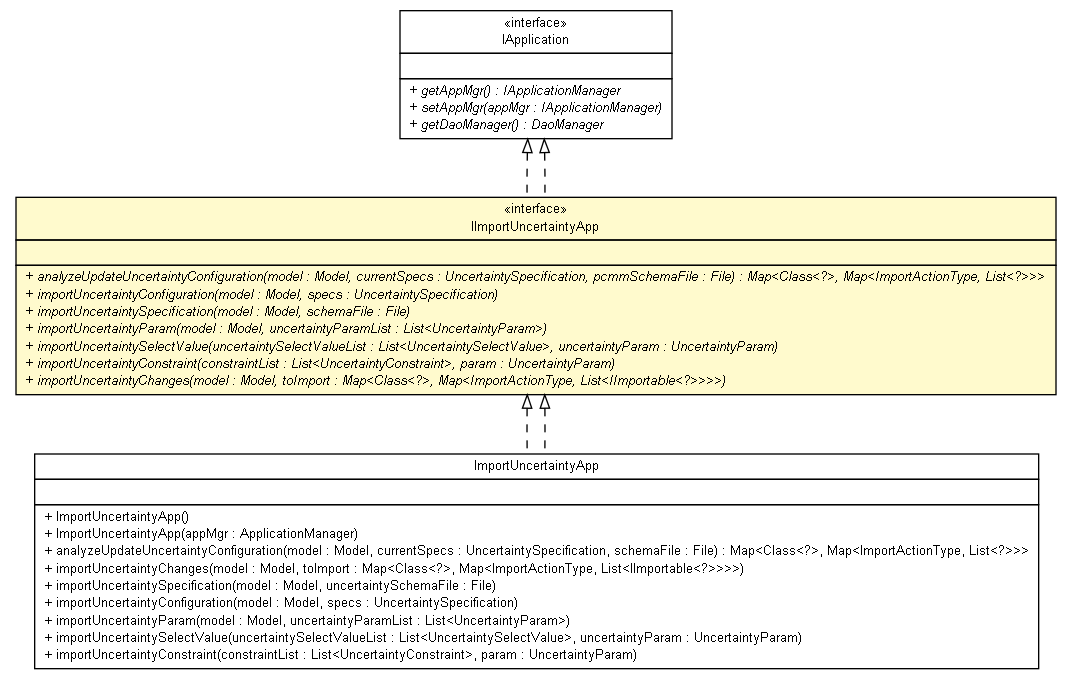 «interface»
IApplication
+ getAppMgr() : IApplicationManager
+ setAppMgr(appMgr : IApplicationManager)
+ getDaoManager() : DaoManager
«interface»
IImportUncertaintyApp
+ analyzeUpdateUncertaintyConfiguration(model : Model, currentSpecs : UncertaintySpecification, pcmmSchemaFile : File) : Map<Class<?>, Map<ImportActionType, List<?>>>
+ importUncertaintyConfiguration(model : Model, specs : UncertaintySpecification)
+ importUncertaintySpecification(model : Model, schemaFile : File)
+ importUncertaintyParam(model : Model, uncertaintyParamList : List<UncertaintyParam>)
+ importUncertaintySelectValue(uncertaintySelectValueList : List<UncertaintySelectValue>, uncertaintyParam : UncertaintyParam)
+ importUncertaintyConstraint(constraintList : List<UncertaintyConstraint>, param : UncertaintyParam)
+ importUncertaintyChanges(model : Model, toImport : Map<Class<?>, Map<ImportActionType, List<IImportable<?>>>>)
ImportUncertaintyApp
+ ImportUncertaintyApp()
+ ImportUncertaintyApp(appMgr : ApplicationManager)
+ analyzeUpdateUncertaintyConfiguration(model : Model, currentSpecs : UncertaintySpecification, schemaFile : File) : Map<Class<?>, Map<ImportActionType, List<?>>>
+ importUncertaintyChanges(model : Model, toImport : Map<Class<?>, Map<ImportActionType, List<IImportable<?>>>>)
+ importUncertaintySpecification(model : Model, uncertaintySchemaFile : File)
+ importUncertaintyConfiguration(model : Model, specs : UncertaintySpecification)
+ importUncertaintyParam(model : Model, uncertaintyParamList : List<UncertaintyParam>)
+ importUncertaintySelectValue(uncertaintySelectValueList : List<UncertaintySelectValue>, uncertaintyParam : UncertaintyParam)
+ importUncertaintyConstraint(constraintList : List<UncertaintyConstraint>, param : UncertaintyParam)